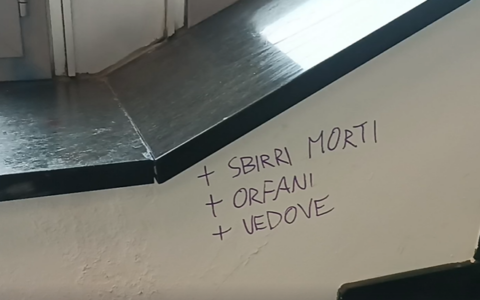 + SBIRRI MORTI
+ ORFANI
+ VEDOVE